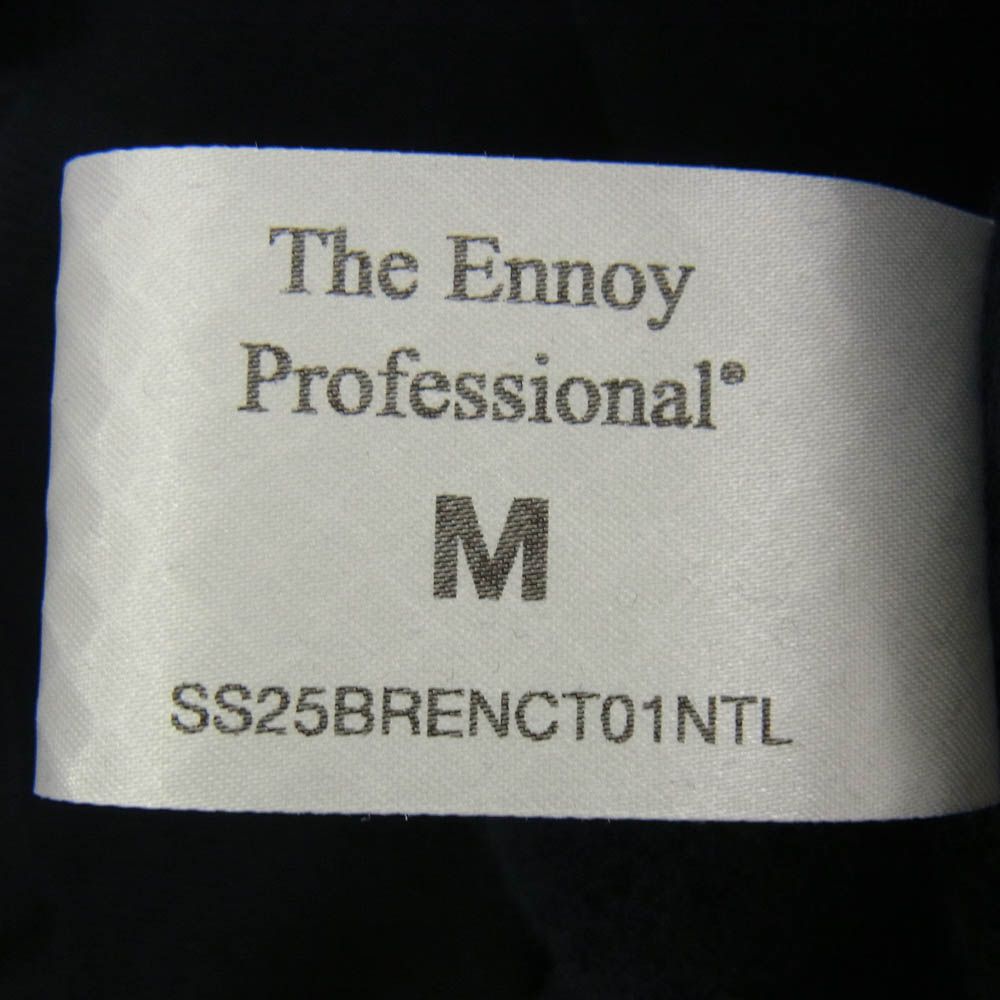 The Ennoy
Professional®
M
SS25BRENCT01NTL